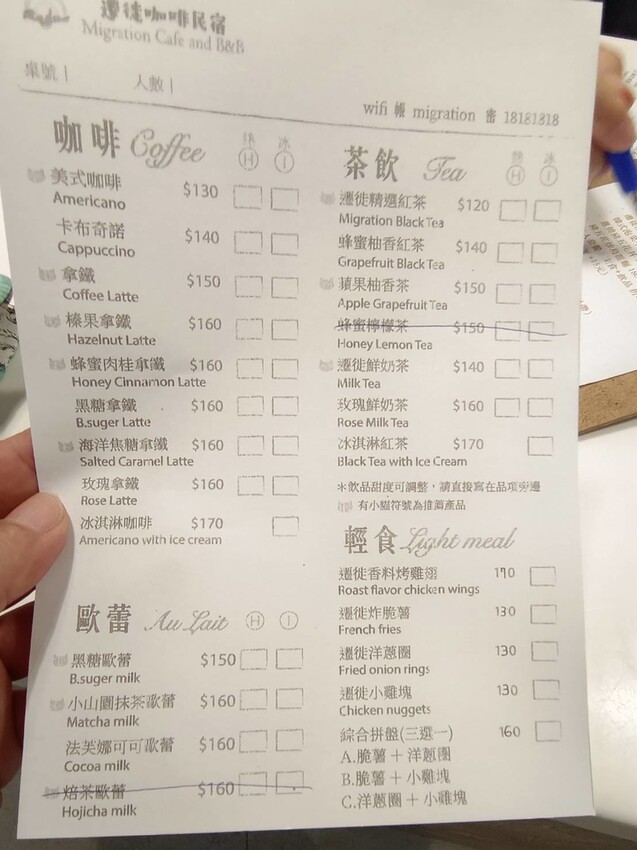 遷徙咖啡民宿
Migration Cafe and B&B
桌號 | 人數 |
wifi 帳 migration 密 18181818
咖啡 Coffee 熱 H 冰 I
美式咖啡 $130
Americano
卡布奇諾 $140
Cappuccino
拿鐵 $150
Coffee Latte
榛果拿鐵 $160
Hazelnut Latte
蜂蜜肉桂拿鐵 $160
Honey Cinnamon Latte
黑糖拿鐵 $160
B.suger Latte
海洋焦糖拿鐵 $160
Salted Caramel Latte
玫瑰拿鐵 $160
Rose Latte
冰淇淋咖啡 $170
Americano with ice cream
歐蕾 Au Lait H I
黑糖歐蕾 $150
B.suger milk
小山園抹茶歐蕾 $160
Matcha milk
法芙娜可可歐蕾 $160
Cocoa milk
焙茶歐蕾 $160
Hojicha milk
茶飲 Tea 熱 H 冰 I
遷徙精選紅茶 $120
Migration Black Tea
蜂蜜柚香紅茶 $140
Grapefruit Black Tea
蘋果柚香茶 $150
Apple Grapefruit Tea
蜂蜜檸檬茶 $150
Honey Lemon Tea
遷徙鮮奶茶 $140
Milk Tea
玫瑰鮮奶茶 $160
Rose Milk Tea
冰淇淋紅茶 $170
Black Tea with Ice Cream
＊飲品甜度可調整，請直接寫在品項旁邊
有小貓符號為推薦產品
輕食 Light meal
遷徙香料烤雞翅 170
Roast flavor chicken wings
遷徙炸脆薯 130
French fries
遷徙洋蔥圈 130
Fried onion rings
遷徙小雞塊 130
Chicken nuggets
綜合拼盤(三選一) 160
A.脆薯＋洋蔥圈
B.脆薯＋小雞塊
C.洋蔥圈＋小雞塊